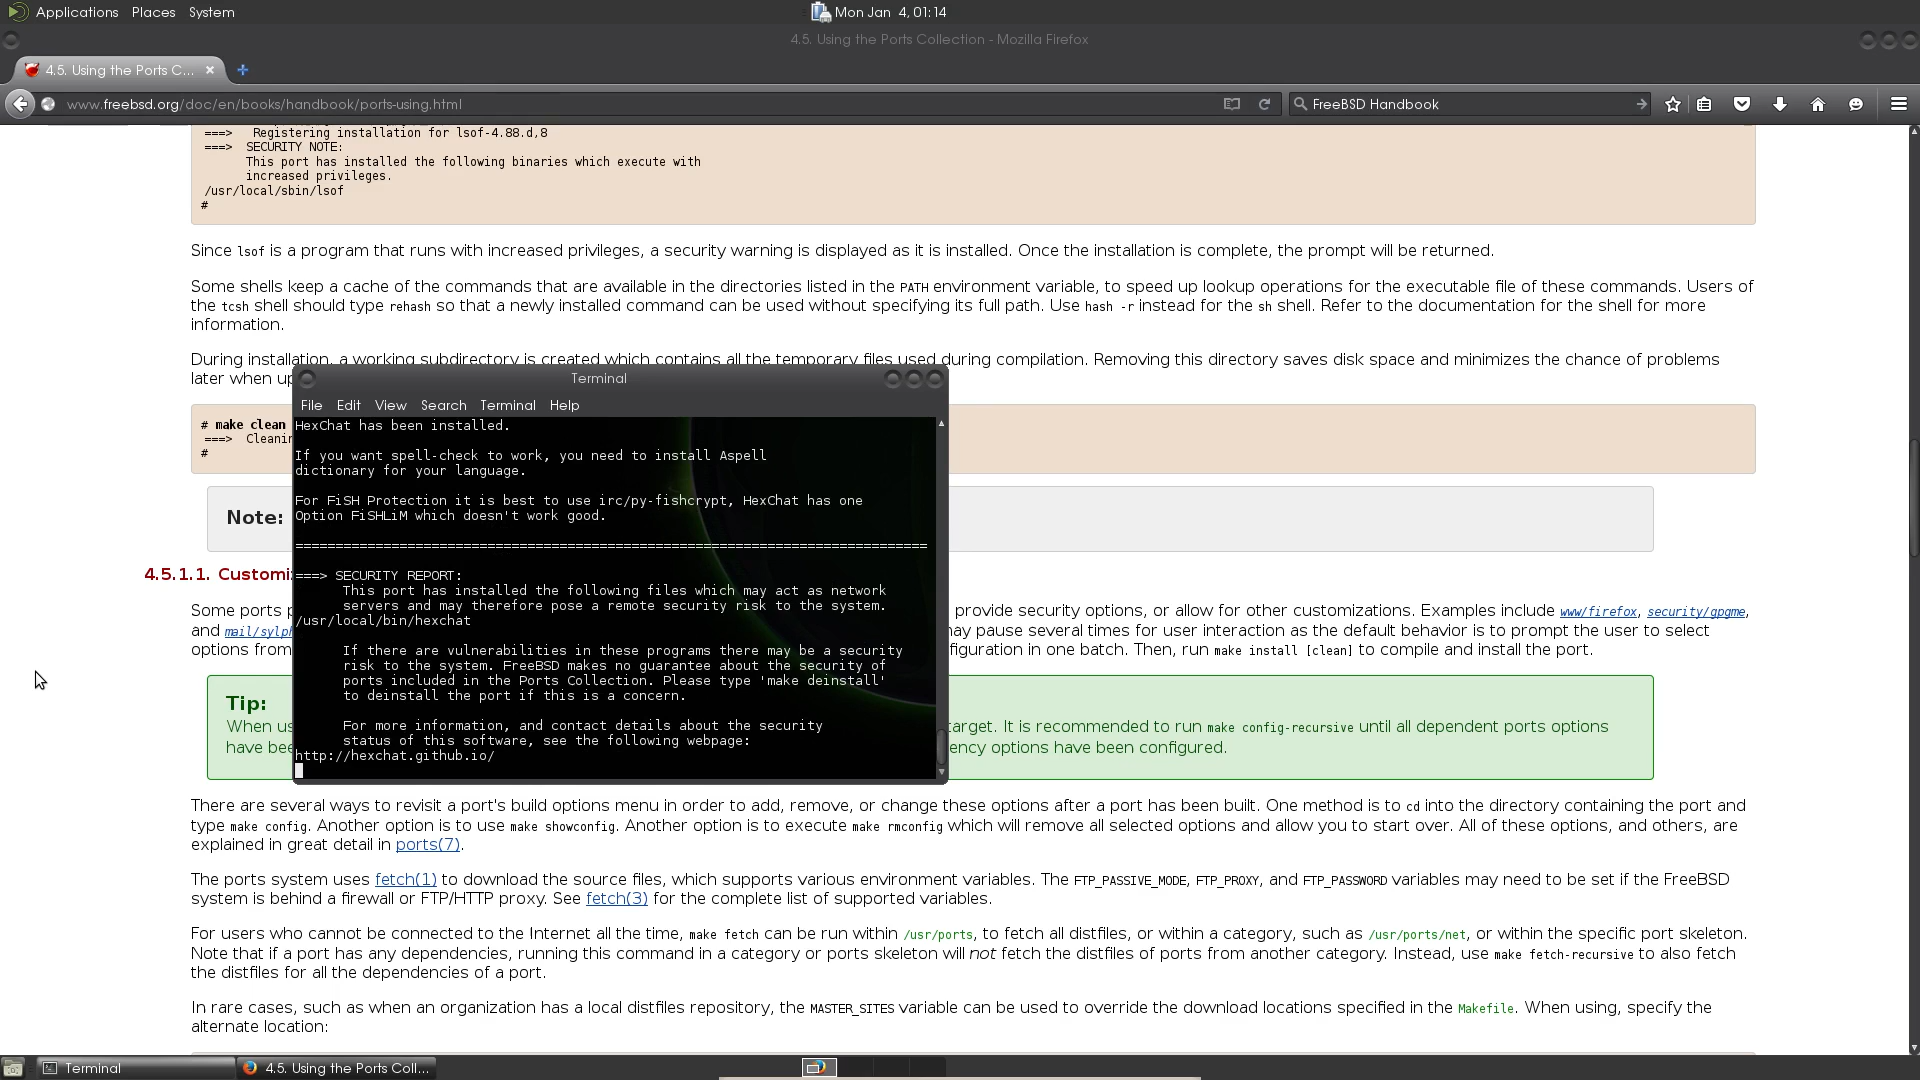 Applications Places System
Mon Jan 4, 01:14
4.5. Using the Ports Collection - Mozilla Firefox
4.5. Using the Ports C...
www.freebsd.org/doc/en/books/handbook/ports-using.html
FreeBSD Handbook
===> Registering installation for lsof-4.88.d,8
===> SECURITY NOTE:
This port has installed the following binaries which execute with
increased privileges.
/usr/local/sbin/lsof
#
Since lsof is a program that runs with increased privileges, a security warning is displayed as it is installed. Once the installation is complete, the prompt will be returned.
Some shells keep a cache of the commands that are available in the directories listed in the PATH environment variable, to speed up lookup operations for the executable file of these commands. Users of
the tcsh shell should type rehash so that a newly installed command can be used without specifying its full path. Use hash -r instead for the sh shell. Refer to the documentation for the shell for more
information.
During installation, a working subdirectory is created which contains all the temporary files used during compilation. Removing this directory saves disk space and minimizes the chance of problems
later when up
# make clean
===> Cleanin
#
Note:
4.5.1.1. Customi
Some ports p provide security options, or allow for other customizations. Examples include www/firefox, security/gpgme,
and mail/sylph may pause several times for user interaction as the default behavior is to prompt the user to select
options from figuration in one batch. Then, run make install [clean] to compile and install the port.
Tip:
When us target. It is recommended to run make config-recursive until all dependent ports options
have bee ency options have been configured.
Terminal
File Edit View Search Terminal Help
HexChat has been installed.
If you want spell-check to work, you need to install Aspell
dictionary for your language.
For FiSH Protection it is best to use irc/py-fishcrypt, HexChat has one
Option FiSHLiM which doesn't work good.
===============================================================================
===> SECURITY REPORT:
This port has installed the following files which may act as network
servers and may therefore pose a remote security risk to the system.
/usr/local/bin/hexchat
If there are vulnerabilities in these programs there may be a security
risk to the system. FreeBSD makes no guarantee about the security of
ports included in the Ports Collection. Please type 'make deinstall'
to deinstall the port if this is a concern.
For more information, and contact details about the security
status of this software, see the following webpage:
http://hexchat.github.io/
There are several ways to revisit a port's build options menu in order to add, remove, or change these options after a port has been built. One method is to cd into the directory containing the port and
type make config. Another option is to use make showconfig. Another option is to execute make rmconfig which will remove all selected options and allow you to start over. All of these options, and others, are
explained in great detail in ports(7).
The ports system uses fetch(1) to download the source files, which supports various environment variables. The FTP_PASSIVE_MODE, FTP_PROXY, and FTP_PASSWORD variables may need to be set if the FreeBSD
system is behind a firewall or FTP/HTTP proxy. See fetch(3) for the complete list of supported variables.
For users who cannot be connected to the Internet all the time, make fetch can be run within /usr/ports, to fetch all distfiles, or within a category, such as /usr/ports/net, or within the specific port skeleton.
Note that if a port has any dependencies, running this command in a category or ports skeleton will not fetch the distfiles of ports from another category. Instead, use make fetch-recursive to also fetch
the distfiles for all the dependencies of a port.
In rare cases, such as when an organization has a local distfiles repository, the MASTER_SITES variable can be used to override the download locations specified in the Makefile. When using, specify the
alternate location:
Terminal
4.5. Using the Ports Coll...